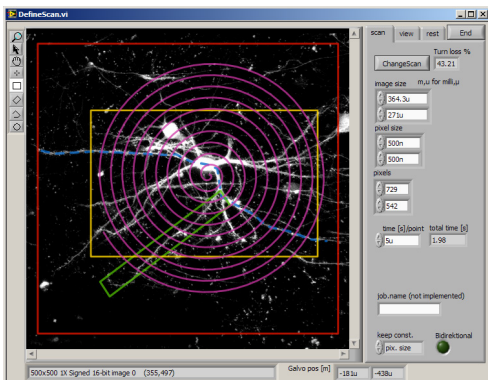 DefineScan.vi
scan view rest End
Turn loss %
ChangeScan 43.21
image size m,u for milli,μ
364.3u
271u
pixel size
500n
500n
pixels
729
542
time [s]/point total time [s]
5u 1.98
job.name (not implemented)
keep const. Bidirektional
pix. size
500x500 1X Signed 16-bit image 0 (355,497) Galvo pos [m] -181u -438u